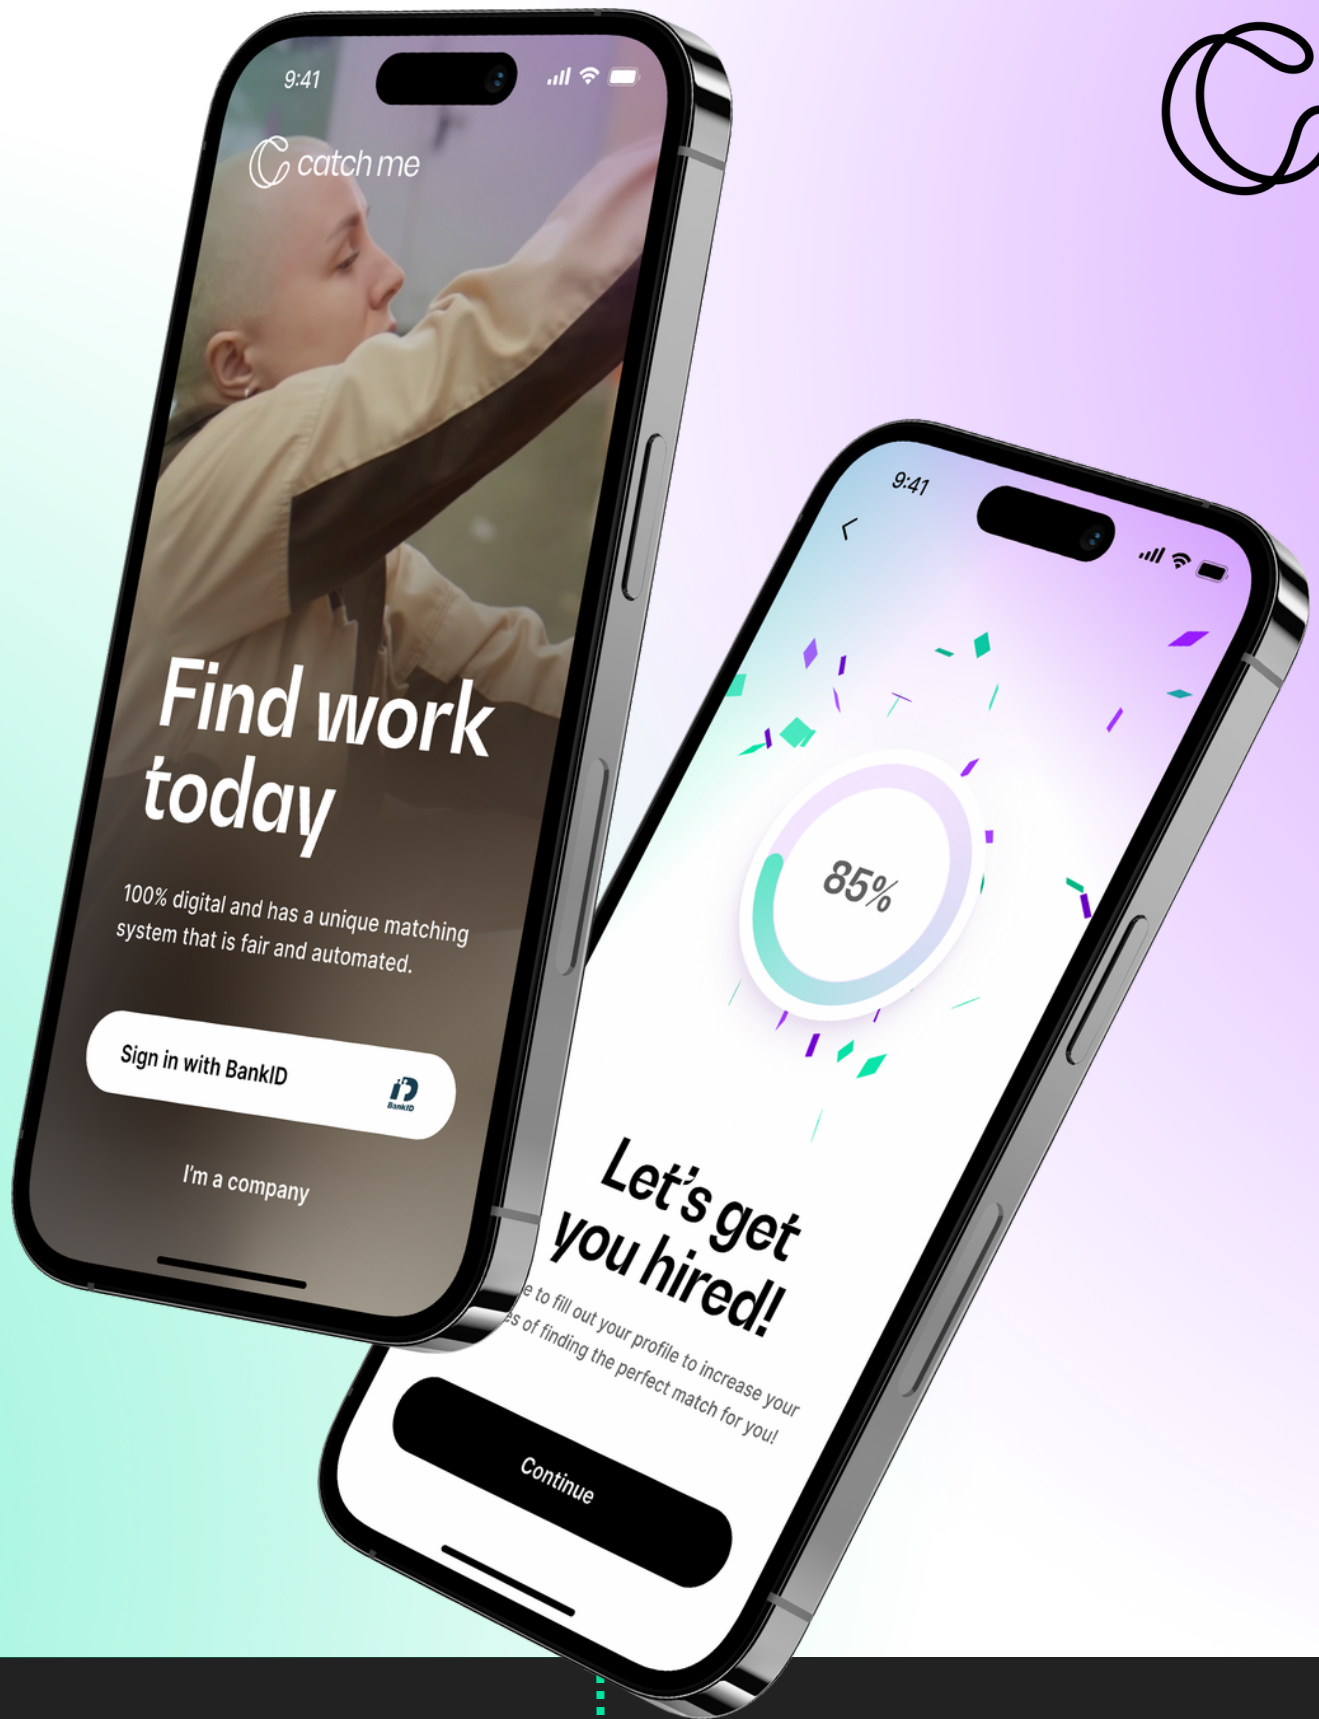 9:41
catch me
Find work
today
100% digital and has a unique matching
system that is fair and automated.
Sign in with BankID
BankID
I'm a company
9:41
85%
Let's get
you hired!
to fill out your profile to increase your
of finding the perfect match for you!
Continue